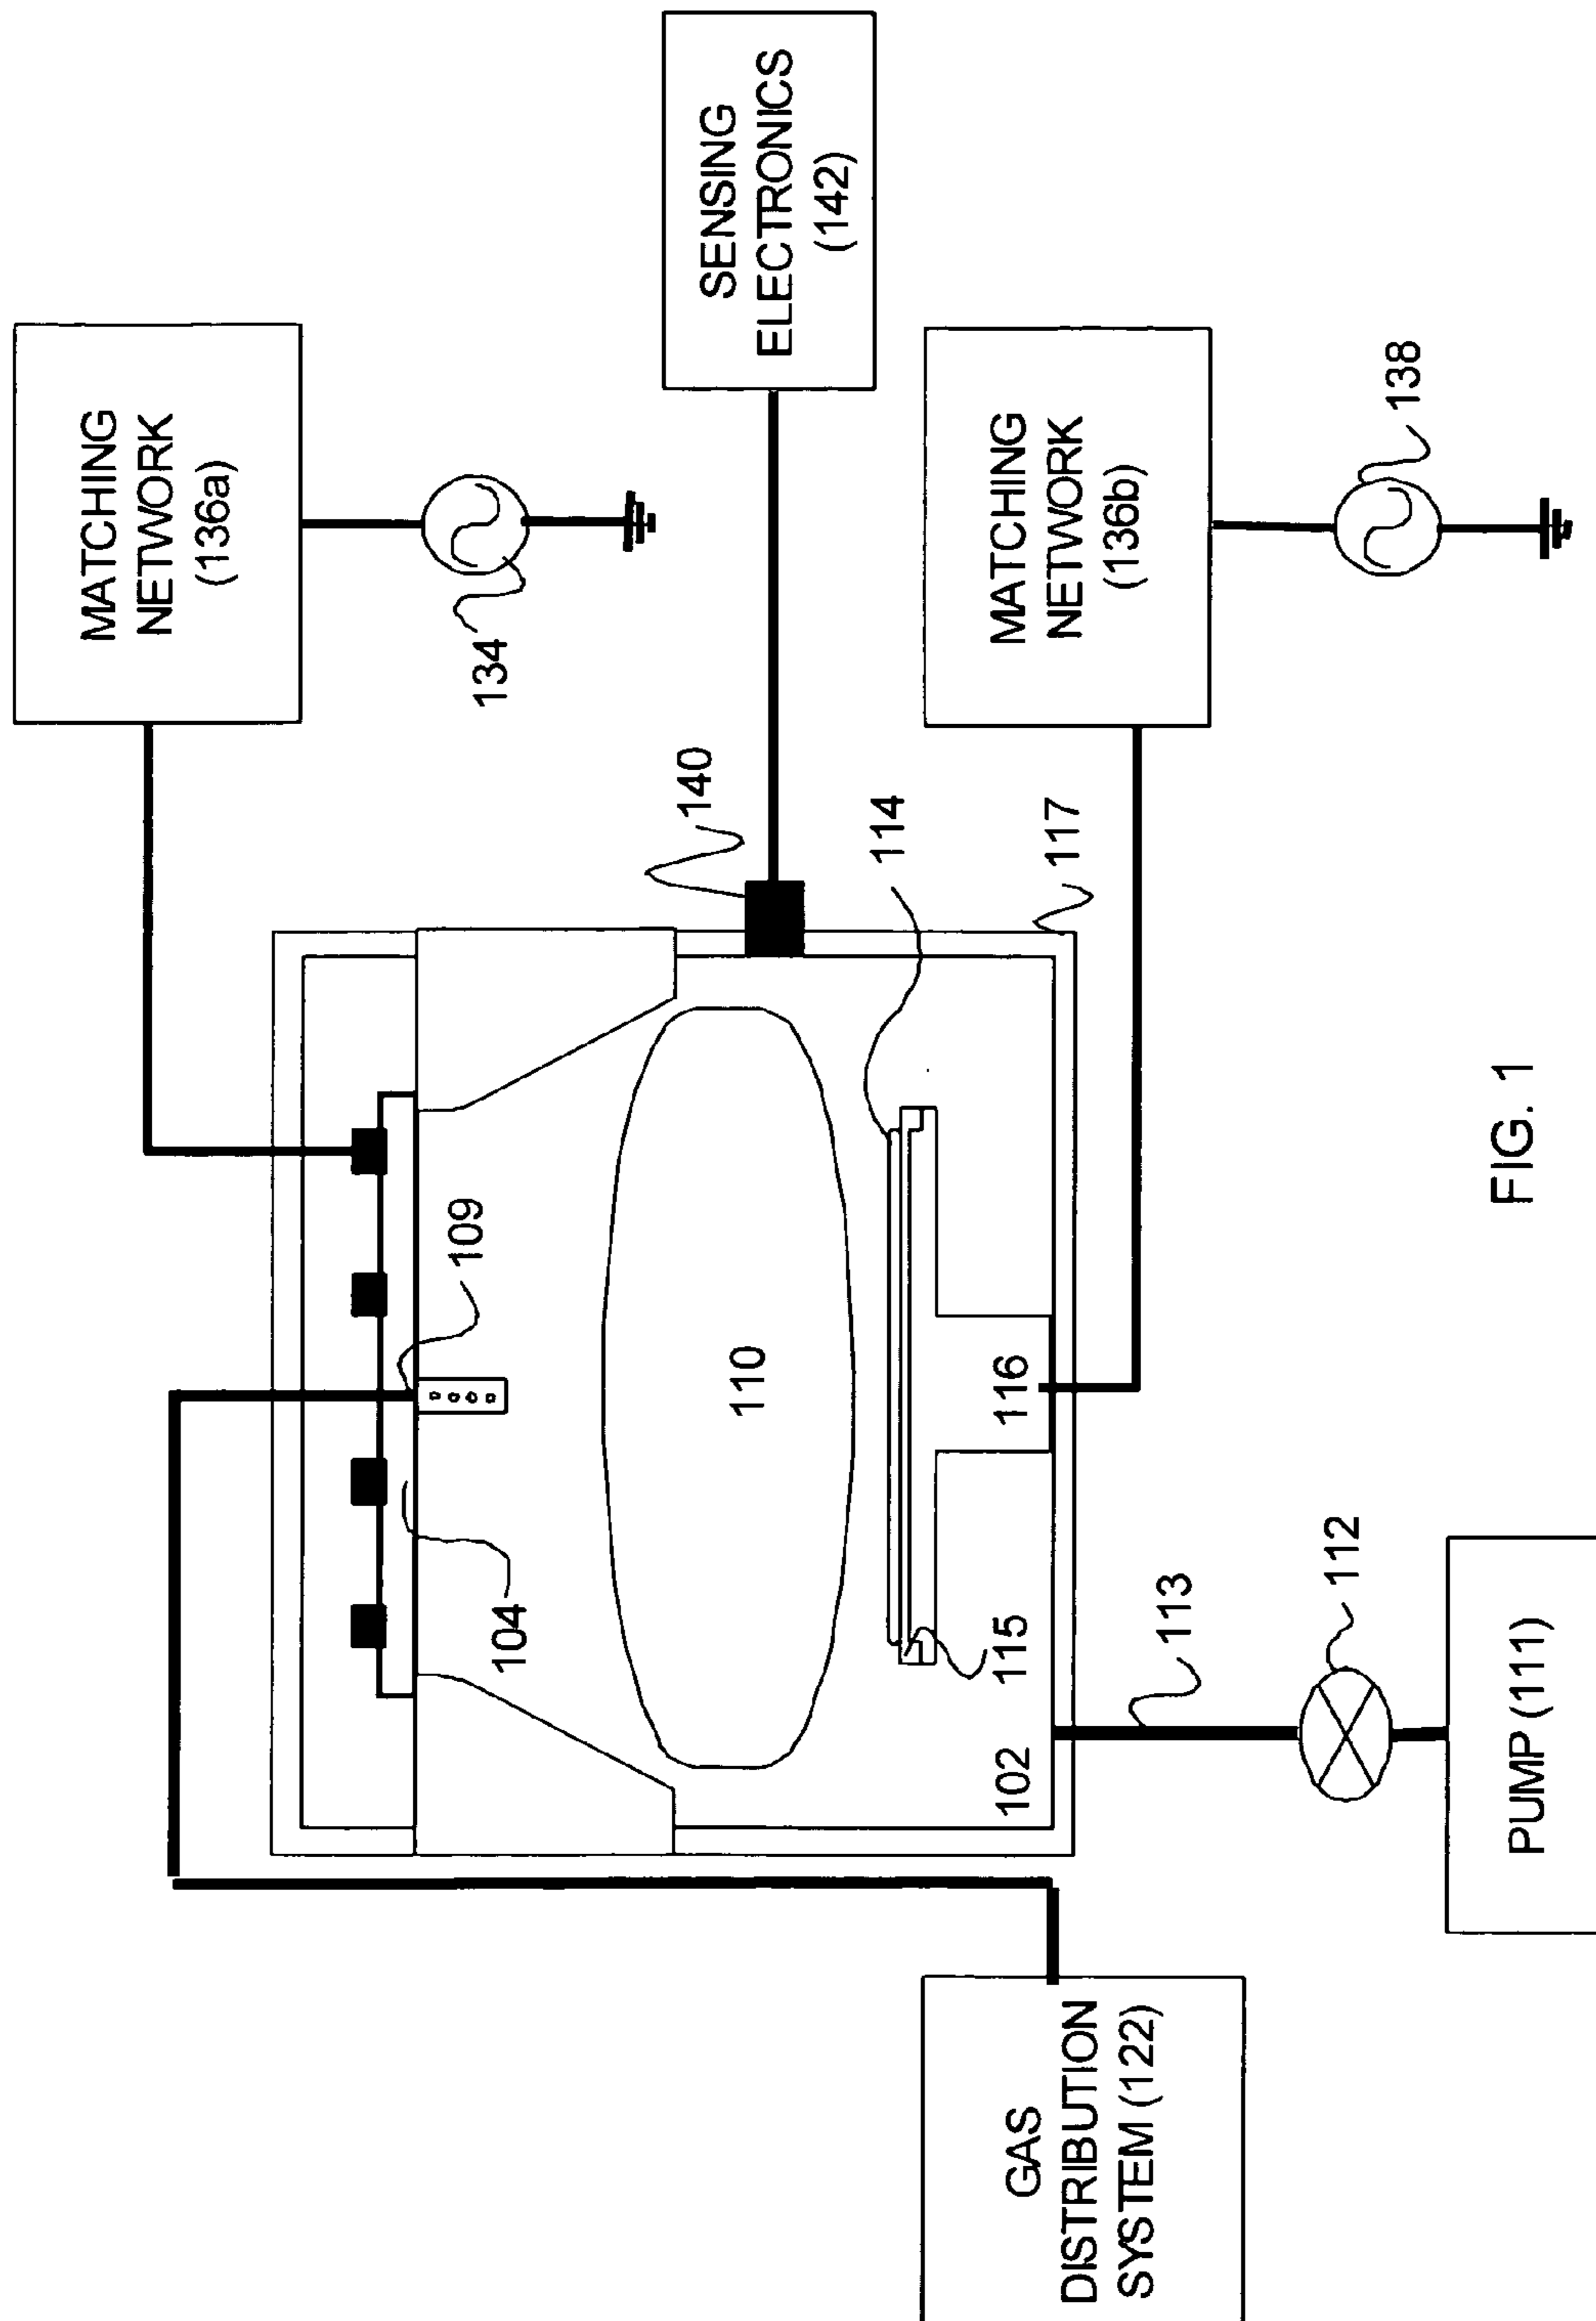 MATCHING
NETWORK
(136a)
134
SENSING
ELECTRONICS
(142)
140
109
104
110
114
117
116
115
102
MATCHING
NETWORK
(136b)
138
113
112
GAS
DISTRIBUTION
SYSTEM (122)
PUMP (111)
FIG. 1